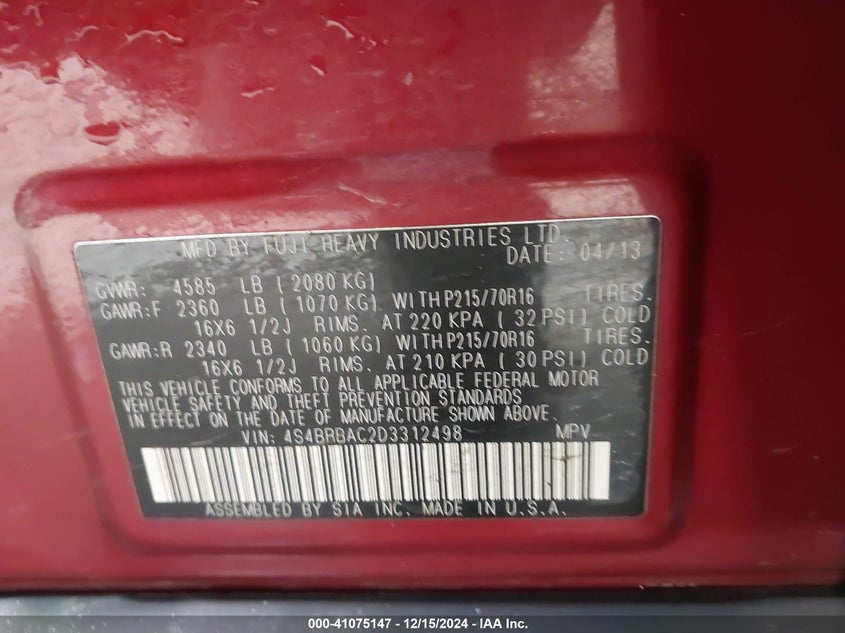 MFD BY FUJI HEAVY INDUSTRIES LTD.
DATE: 04/13
GVWR: 4585 LB ( 2080 KG)
GAWR:F 2360 LB ( 1070 KG) WITH P215/70R16 TIRES.
16X6 1/2J RIMS. AT 220 KPA ( 32 PSI) COLD
GAWR:R 2340 LB ( 1060 KG) WITH P215/70R16 TIRES.
16X6 1/2J RIMS. AT 210 KPA ( 30 PSI) COLD
THIS VEHICLE CONFORMS TO ALL APPLICABLE FEDERAL MOTOR
VEHICLE SAFETY AND THEFT PREVENTION STANDARDS
IN EFFECT ON THE DATE OF MANUFACTURE SHOWN ABOVE.
VIN: 4S4BRBAC2D3312498 MPV
ASSEMBLED BY SIA INC. MADE IN U.S.A.
000-41075147 - 12/15/2024 - IAA Inc.